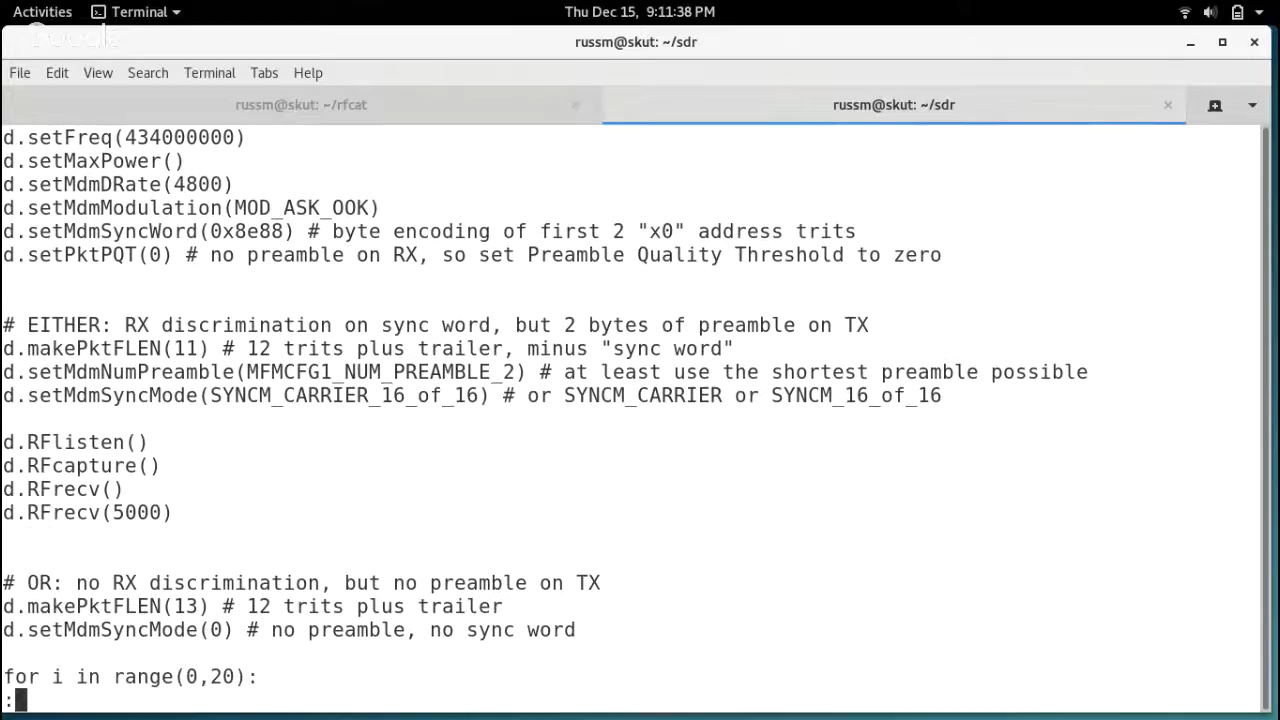 Activities Terminal Thu Dec 15, 9:11:38 PM
russm@skut: ~/sdr
File Edit View Search Terminal Tabs Help
russm@skut: ~/rfcat russm@skut: ~/sdr
d.setFreq(434000000)
d.setMaxPower()
d.setMdmDRate(4800)
d.setMdmModulation(MOD_ASK_OOK)
d.setMdmSyncWord(0x8e88) # byte encoding of first 2 "x0" address trits
d.setPktPQT(0) # no preamble on RX, so set Preamble Quality Threshold to zero
# EITHER: RX discrimination on sync word, but 2 bytes of preamble on TX
d.makePktFLEN(11) # 12 trits plus trailer, minus "sync word"
d.setMdmNumPreamble(MFMCFG1_NUM_PREAMBLE_2) # at least use the shortest preamble possible
d.setMdmSyncMode(SYNCM_CARRIER_16_of_16) # or SYNCM_CARRIER or SYNCM_16_of_16
d.RFlisten()
d.RFcapture()
d.RFrecv()
d.RFrecv(5000)
# OR: no RX discrimination, but no preamble on TX
d.makePktFLEN(13) # 12 trits plus trailer
d.setMdmSyncMode(0) # no preamble, no sync word
for i in range(0,20):
: